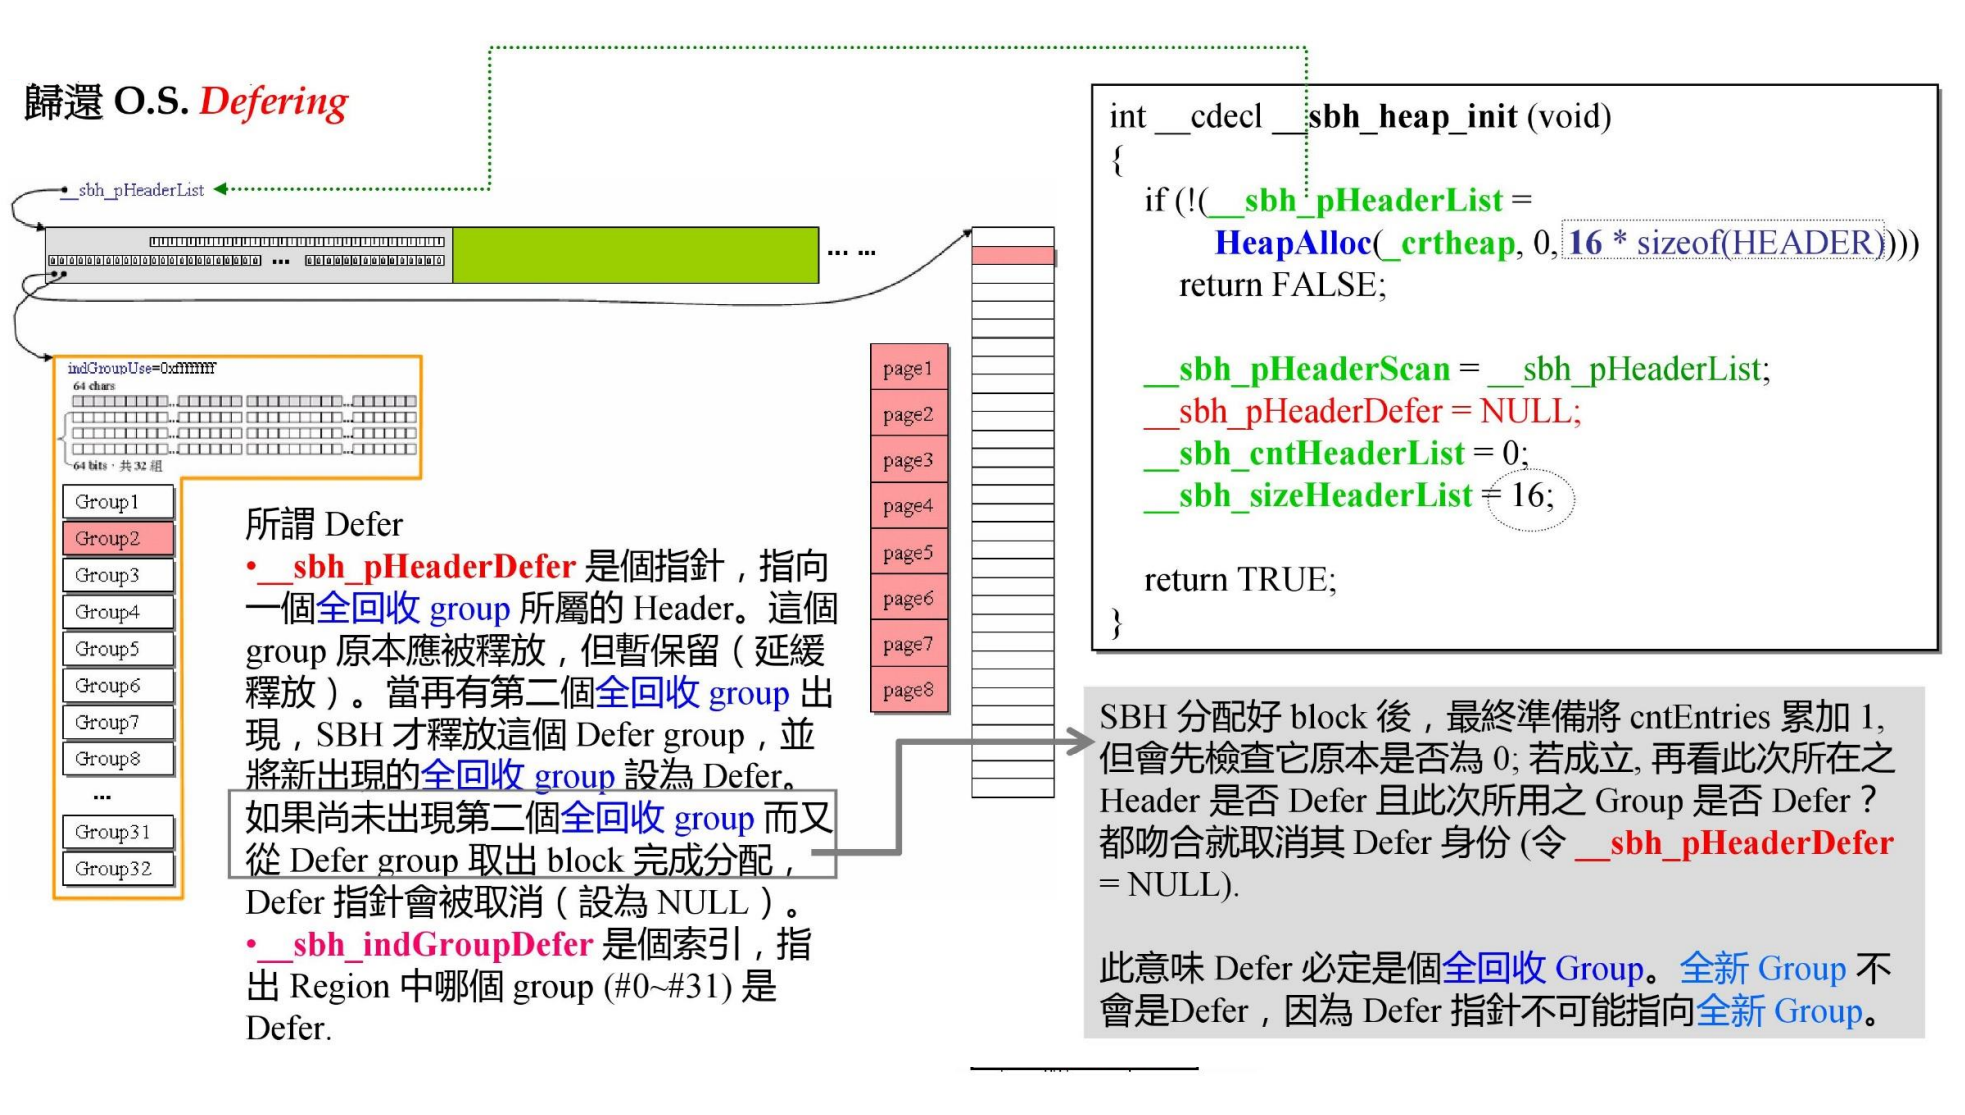 歸還 O.S. Defering
__sbh_pHeaderList
... ...
...
indGroupUse=0xffffffff
64 chars
64 bits，共 32 組
Group1
Group2
Group3
Group4
Group5
Group6
Group7
Group8
...
Group31
Group32
所謂 Defer
•__sbh_pHeaderDefer 是個指針，指向
一個全回收 group 所屬的 Header。這個
group 原本應被釋放，但暫保留（延緩
釋放）。當再有第二個全回收 group 出
現，SBH 才釋放這個 Defer group，並
將新出現的全回收 group 設為 Defer。
如果尚未出現第二個全回收 group 而又
從 Defer group 取出 block 完成分配，
Defer 指針會被取消（設為 NULL）。
•__sbh_indGroupDefer 是個索引，指
出 Region 中哪個 group (#0~#31) 是
Defer.
page1
page2
page3
page4
page5
page6
page7
page8
int __cdecl __sbh_heap_init (void)
{
if (!(__sbh_pHeaderList =
HeapAlloc(_crtheap, 0, 16 * sizeof(HEADER))))
return FALSE;
__sbh_pHeaderScan = __sbh_pHeaderList;
__sbh_pHeaderDefer = NULL;
__sbh_cntHeaderList = 0;
__sbh_sizeHeaderList = 16;
return TRUE;
}
SBH 分配好 block 後，最終準備將 cntEntries 累加 1,
但會先檢查它原本是否為 0; 若成立, 再看此次所在之
Header 是否 Defer 且此次所用之 Group 是否 Defer？
都吻合就取消其 Defer 身份 (令 __sbh_pHeaderDefer
= NULL).
此意味 Defer 必定是個全回收 Group。全新 Group 不
會是Defer，因為 Defer 指針不可能指向全新 Group。